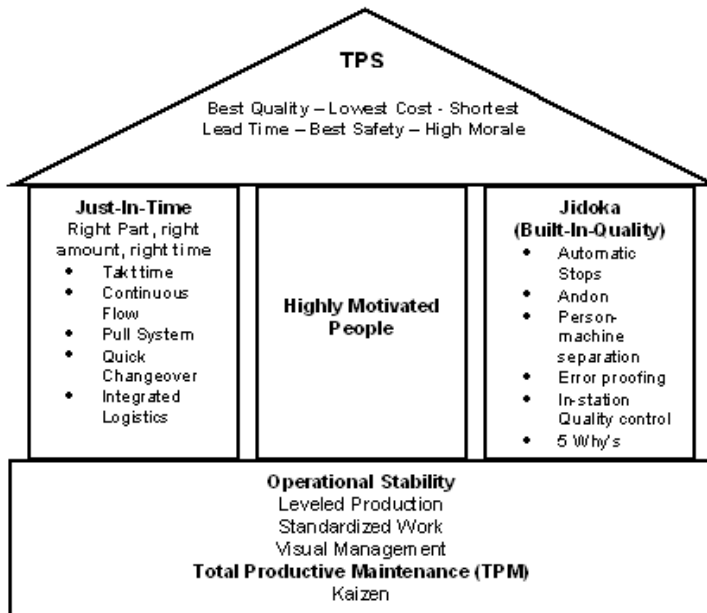 TPS
Best Quality – Lowest Cost - Shortest
Lead Time – Best Safety – High Morale
Just-In-Time
Right Part, right
amount, right time
• Takt time
• Continuous
Flow
• Pull System
• Quick
Changeover
• Integrated
Logistics
Highly Motivated
People
Jidoka
(Built-In-Quality)
• Automatic
Stops
• Andon
• Person-
machine
separation
• Error proofing
• In-station
Quality control
• 5 Why's
Operational Stability
Leveled Production
Standardized Work
Visual Management
Total Productive Maintenance (TPM)
Kaizen